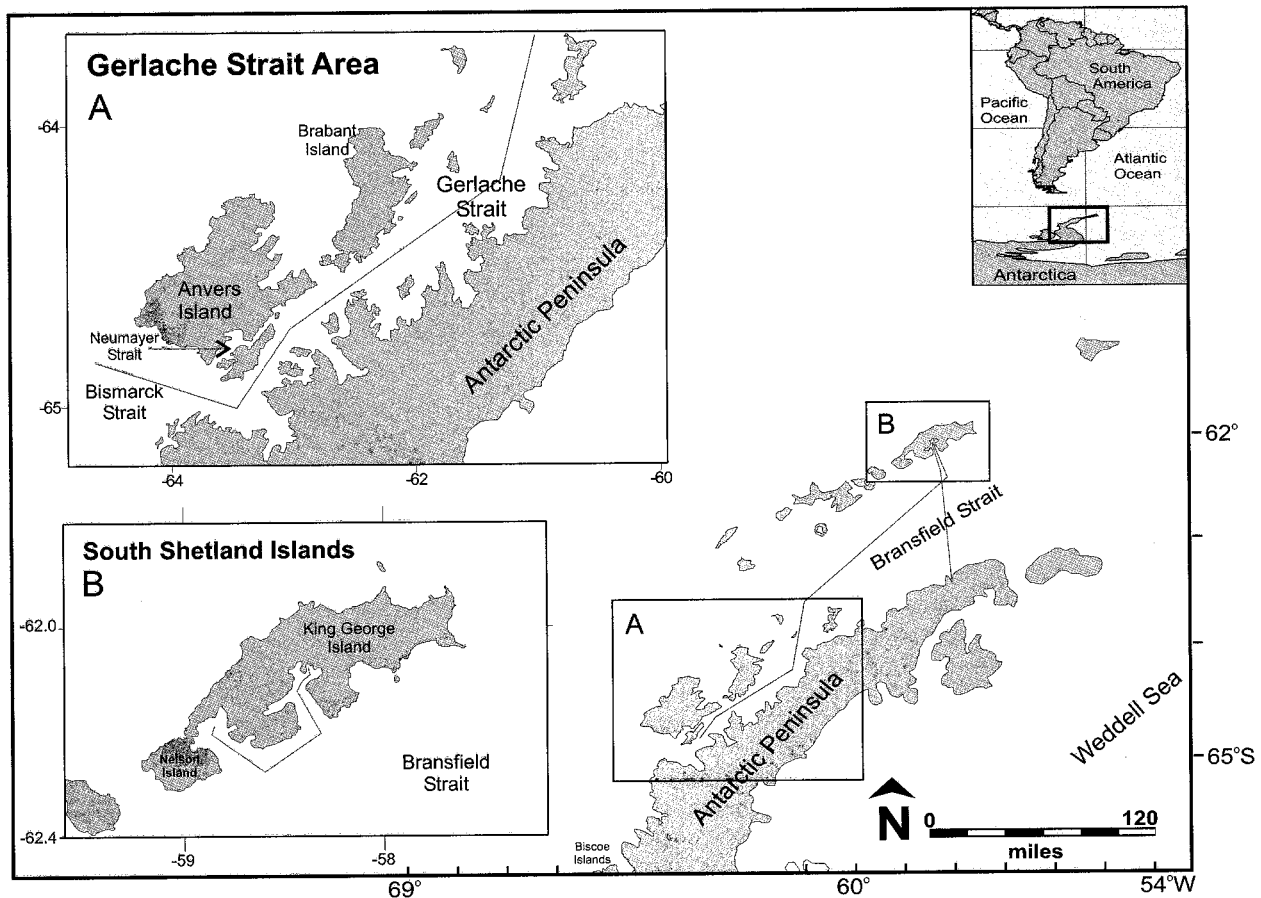 Gerlache Strait Area
A
-64
-65
-64
-62
-60
Brabant
Island
Gerlache
Strait
Anvers
Island
Neumayer
Strait
Bismarck
Strait
Antarctic Peninsula
South
America
Pacific
Ocean
Atlantic
Ocean
Antarctica
South Shetland Islands
B
-62.0
-62.4
-59
-58
King George
Island
Nelson
Island
Bransfield
Strait
B
Bransfield Strait
A
Antarctic Peninsula
Weddell Sea
Biscoe
Islands
N
0
120
miles
62°
65°S
69°
60°
54°W